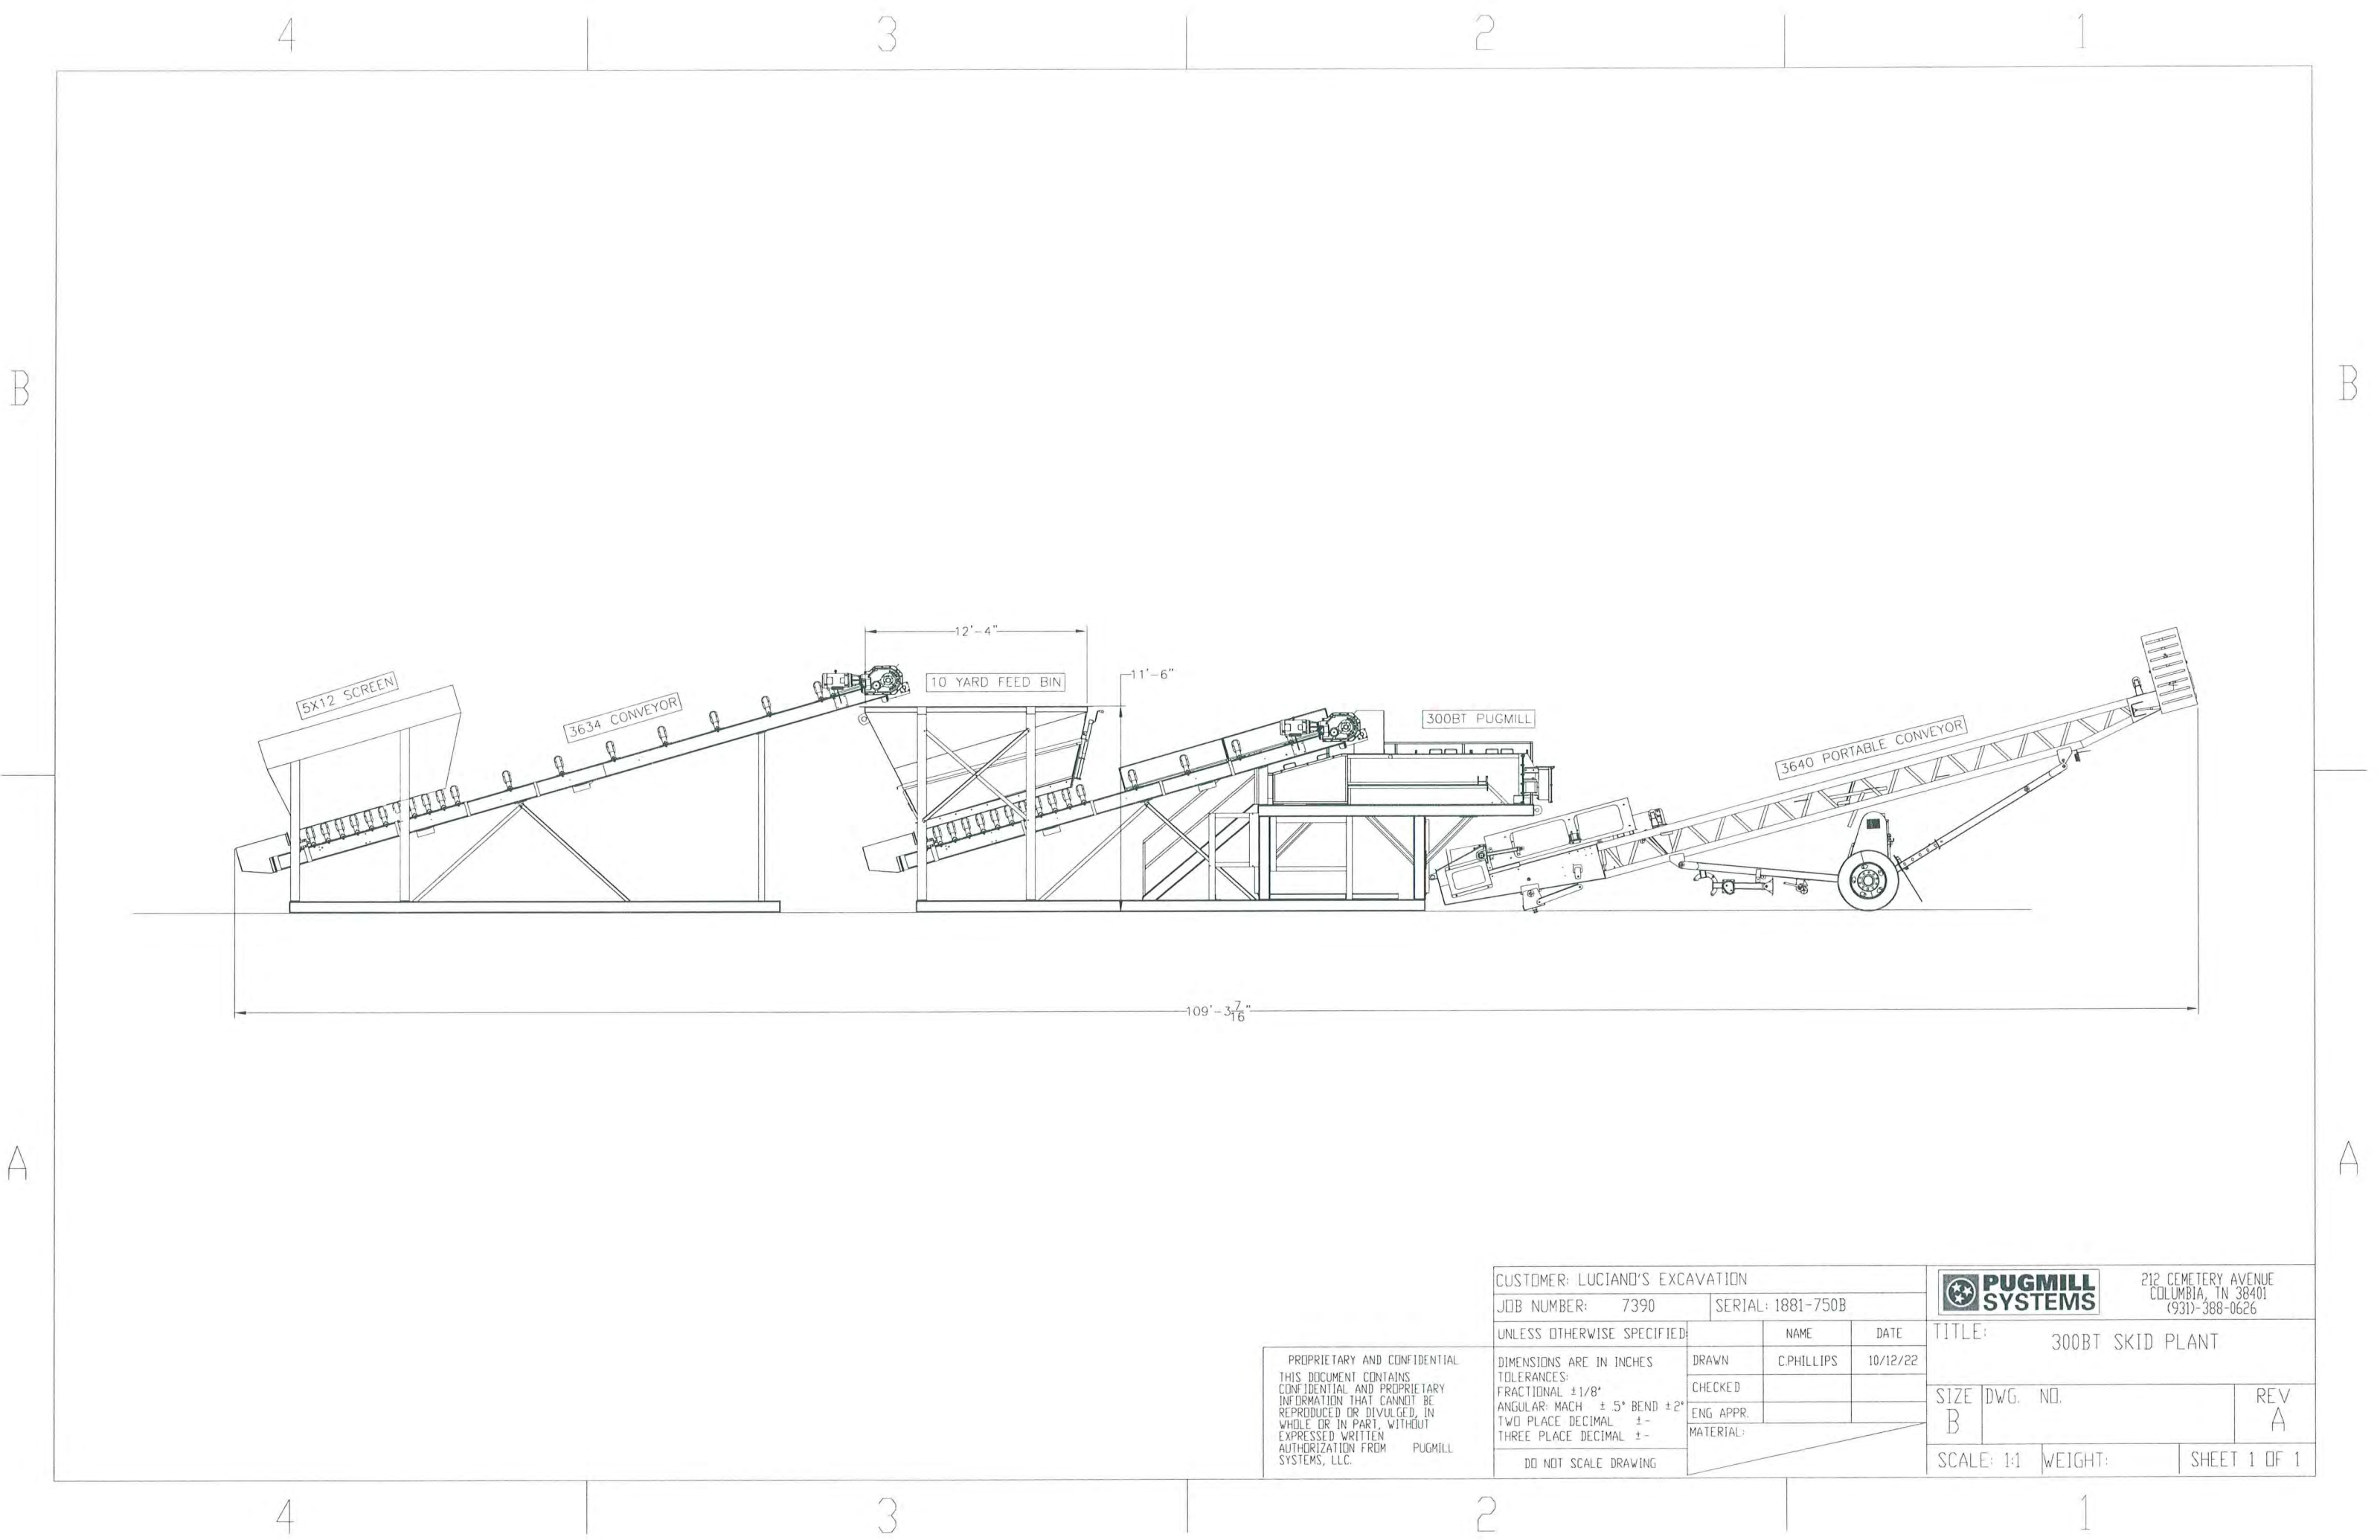 4 3 2 1
B B
12'-4"
11'-6"
5X12 SCREEN
3634 CONVEYOR
10 YARD FEED BIN
300BT PUGMILL
3640 PORTABLE CONVEYOR
109'-3 7/16"
A A
CUSTOMER: LUCIANO'S EXCAVATION
JOB NUMBER: 7390
SERIAL: 1881-750B
UNLESS OTHERWISE SPECIFIED:
DIMENSIONS ARE IN INCHES
TOLERANCES:
FRACTIONAL ±1/8"
ANGULAR: MACH ± .5° BEND ±2°
TWO PLACE DECIMAL ±-
THREE PLACE DECIMAL ±-
DO NOT SCALE DRAWING
NAME DATE
DRAWN C.PHILLIPS 10/12/22
CHECKED
ENG APPR.
MATERIAL:
PROPRIETARY AND CONFIDENTIAL
THIS DOCUMENT CONTAINS
CONFIDENTIAL AND PROPRIETARY
INFORMATION THAT CANNOT BE
REPRODUCED OR DIVULGED, IN
WHOLE OR IN PART, WITHOUT
EXPRESSED WRITTEN
AUTHORIZATION FROM PUGMILL
SYSTEMS, LLC.
PUGMILL
SYSTEMS
212 CEMETERY AVENUE
COLUMBIA, TN 38401
(931)-388-0626
TITLE:
300BT SKID PLANT
SIZE DWG. NO. REV
B A
SCALE: 1:1 WEIGHT: SHEET 1 OF 1
4 3 2 1